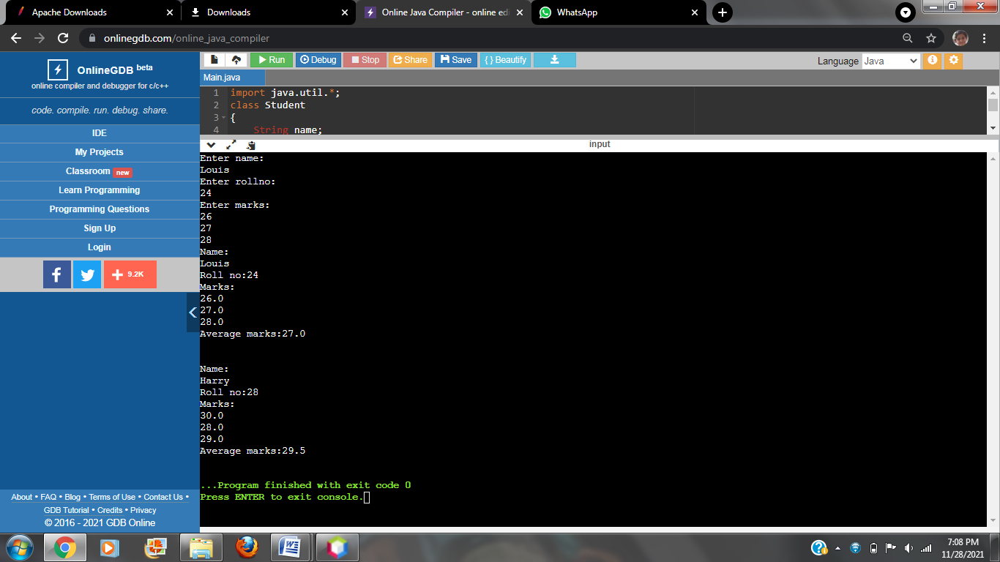 Apache Downloads
Downloads
Online Java Compiler - online edi
WhatsApp
onlinegdb.com/online_java_compiler
OnlineGDB beta
online compiler and debugger for c/c++
code. compile. run. debug. share.
IDE
My Projects
Classroom new
Learn Programming
Programming Questions
Sign Up
Login
9.2K
About • FAQ • Blog • Terms of Use • Contact Us •
GDB Tutorial • Credits • Privacy
© 2016 - 2021 GDB Online
Run Debug Stop Share Save { } Beautify
Language Java
Main.java
1 import java.util.*;
2 class Student
3 {
4 String name;
input
Enter name:
Louis
Enter rollno:
24
Enter marks:
26
27
28
Name:
Louis
Roll no:24
Marks:
26.0
27.0
28.0
Average marks:27.0
Name:
Harry
Roll no:28
Marks:
30.0
28.0
29.0
Average marks:29.5
...Program finished with exit code 0
Press ENTER to exit console.
7:08 PM
11/28/2021